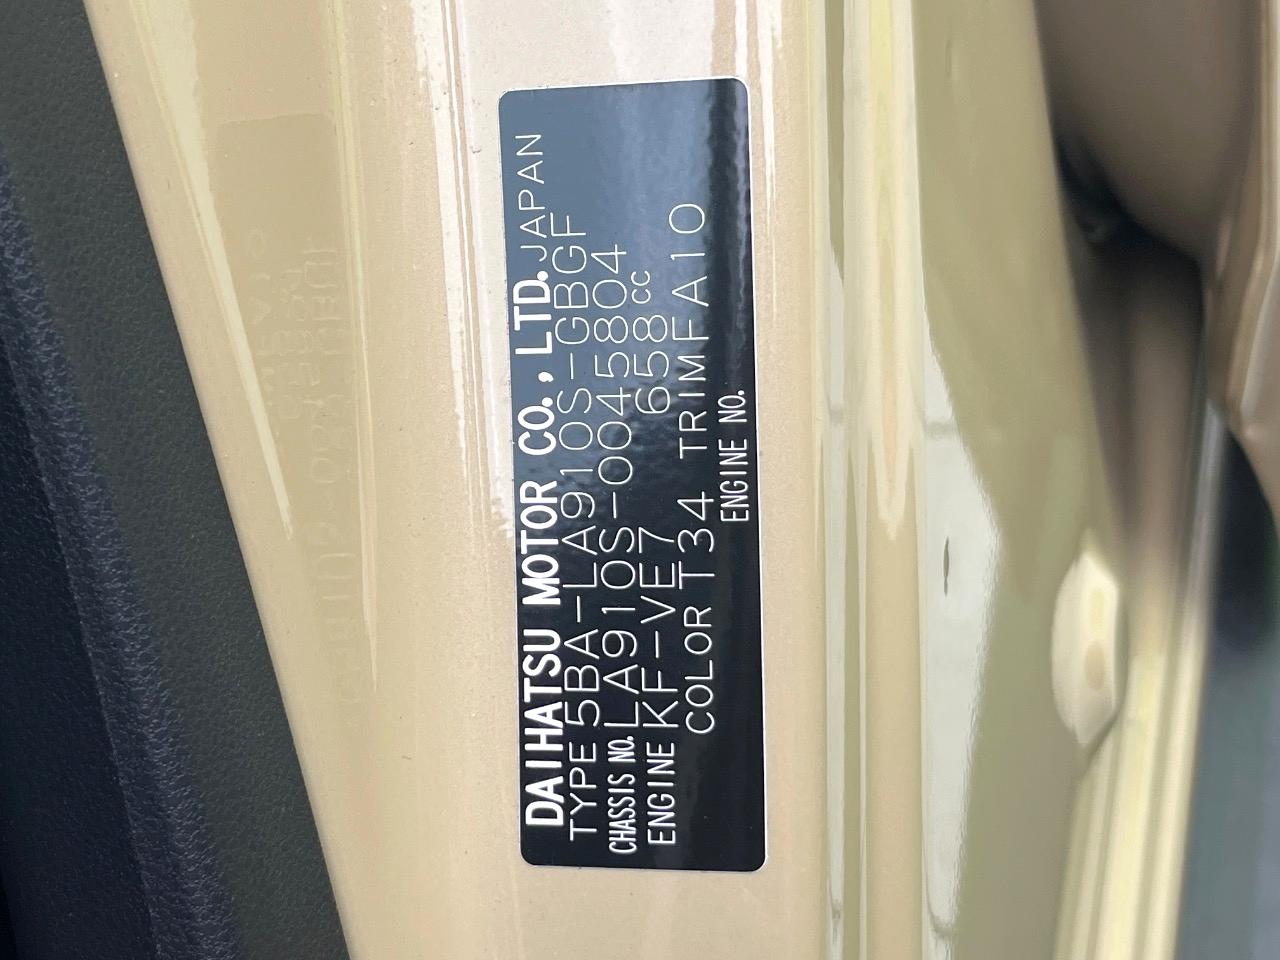 DAIHATSU MOTOR CO., LTD. JAPAN
TYPE 5BA-LA910S-GBGF
CHASSIS NO. LA910S-0045804
ENGINE KF-VE7 658cc
COLOR T34 TRIM FA10
ENGINE NO.